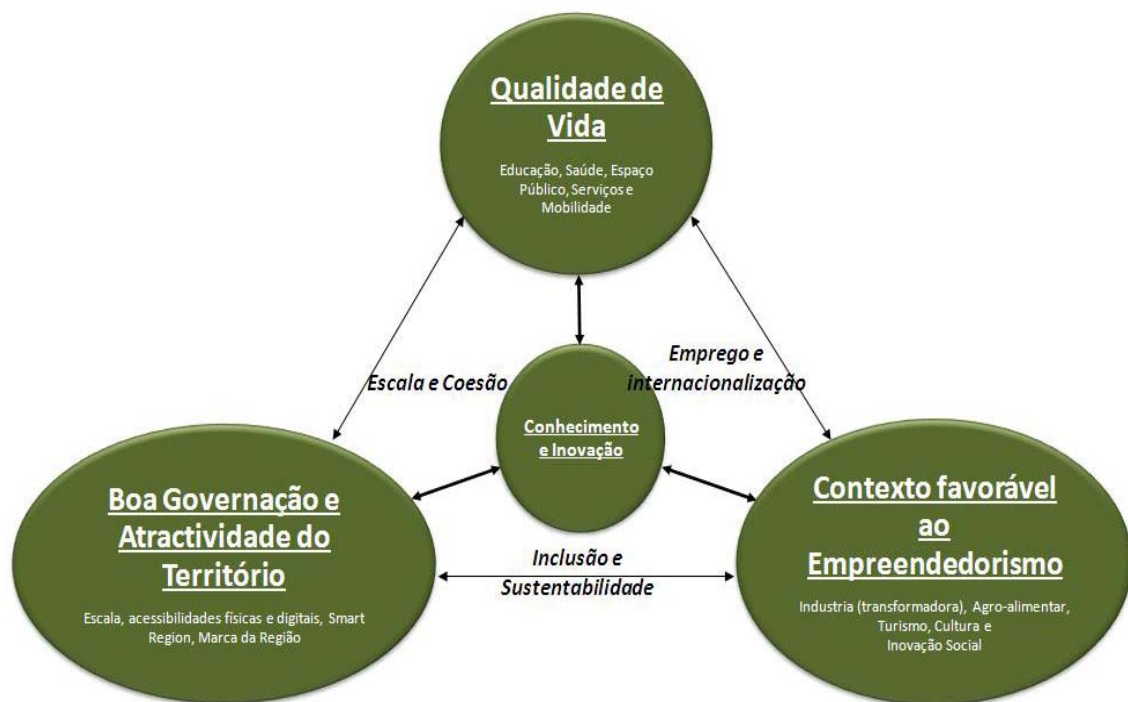 Qualidade de
Vida
Educação, Saúde, Espaço
Público, Serviços e
Mobilidade
Emprego e
internacionalização
Escala e Coesão
Conhecimento
e Inovação
Boa Governação e
Atractividade do
Território
Escala, acessibilidades físicas e digitais, Smart
Region, Marca da Região
Inclusão e
Sustentabilidade
Contexto favorável
ao
Empreendedorismo
Industria (transformadora), Agro-alimentar,
Turismo, Cultura e
Inovação Social